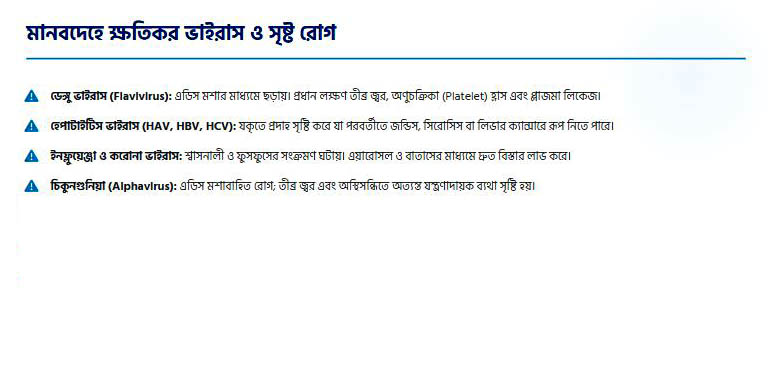 মানবদেহে ক্ষতিকর ভাইরাস ও সৃষ্ট রোগ
ডেঙ্গু ভাইরাস (Flavivirus): এডিস মশার মাধ্যমে ছড়ায়। প্রধান লক্ষণ তীব্র জ্বর, অণুচক্রিকা (Platelet) হ্রাস এবং প্লাজমা লিকেজ।
হেপাটাইটিস ভাইরাস (HAV, HBV, HCV): যকৃতে প্রদাহ সৃষ্টি করে যা পরবর্তীতে জন্ডিস, সিরোসিস বা লিভার ক্যান্সারে রূপ নিতে পারে।
ইনফ্লুয়েঞ্জা ও করোনা ভাইরাস: শ্বাসনালী ও ফুসফুসের সংক্রমণ ঘটায়। এয়ারোসল ও বাতাসের মাধ্যমে দ্রুত বিস্তার লাভ করে।
চিকুনগুনিয়া (Alphavirus): এডিস মশাবাহিত রোগ; তীব্র জ্বর এবং অস্থিসন্ধিতে অত্যন্ত যন্ত্রণাদায়ক ব্যথা সৃষ্টি হয়।